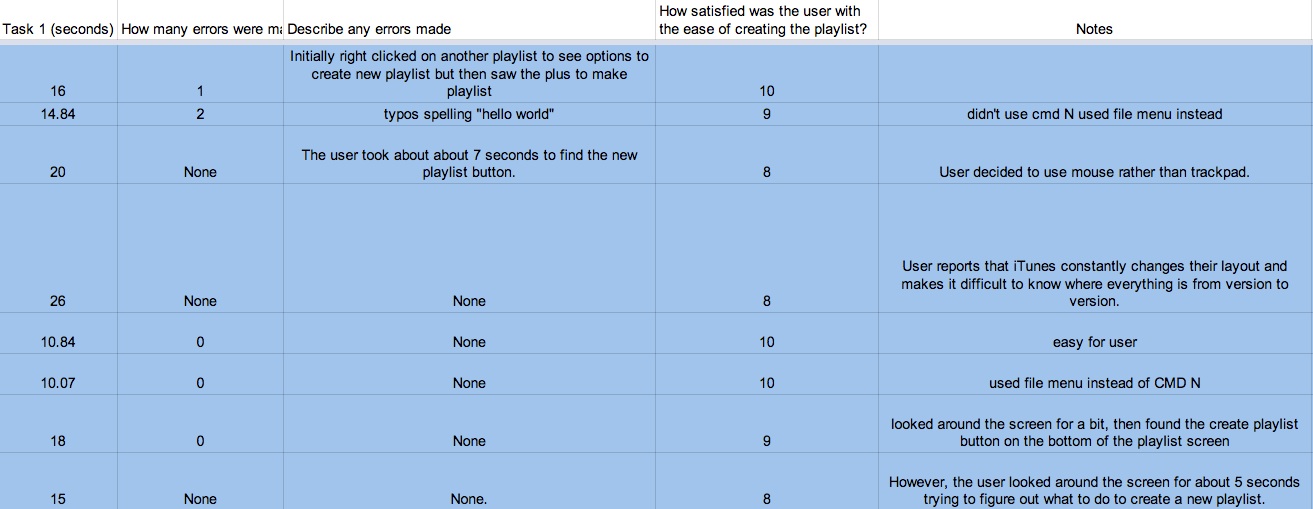 Task 1 (seconds) How many errors were ma Describe any errors made How satisfied was the user with
the ease of creating the playlist? Notes
Initially right clicked on another playlist to see options to
create new playlist but then saw the plus to make
16 1 playlist 10
14.84 2 typos spelling "hello world" 9 didn't use cmd N used file menu instead
The user took about about 7 seconds to find the new
20 None playlist button. 8 User decided to use mouse rather than trackpad.
User reports that iTunes constantly changes their layout and
makes it difficult to know where everything is from version to
26 None None 8 version.
10.84 0 None 10 easy for user
10.07 0 None 10 used file menu instead of CMD N
looked around the screen for a bit, then found the create playlist
18 0 None 9 button on the bottom of the playlist screen
However, the user looked around the screen for about 5 seconds
15 None None. 8 trying to figure out what to do to create a new playlist.